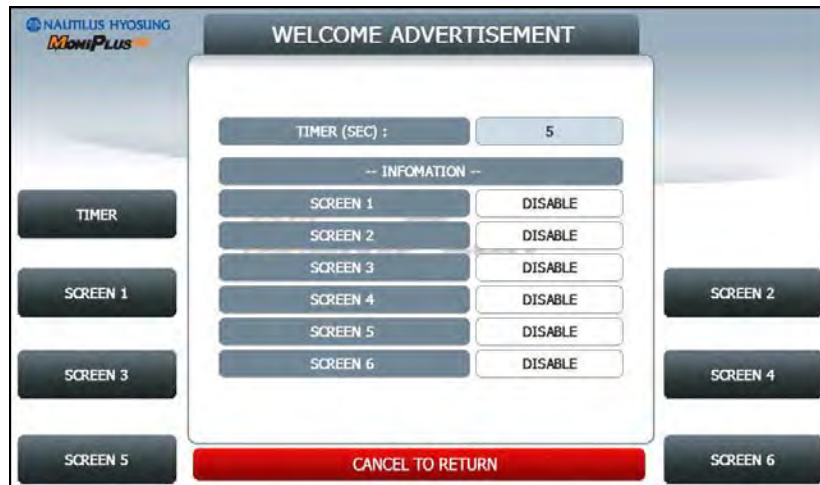 NAUTILUS HYOSUNG
MONIPLUS
WELCOME ADVERTISEMENT
TIMER (SEC) : 5
-- INFOMATION --
SCREEN 1 DISABLE
SCREEN 2 DISABLE
SCREEN 3 DISABLE
SCREEN 4 DISABLE
SCREEN 5 DISABLE
SCREEN 6 DISABLE
TIMER
SCREEN 1
SCREEN 2
SCREEN 3
SCREEN 4
SCREEN 5
CANCEL TO RETURN
SCREEN 6